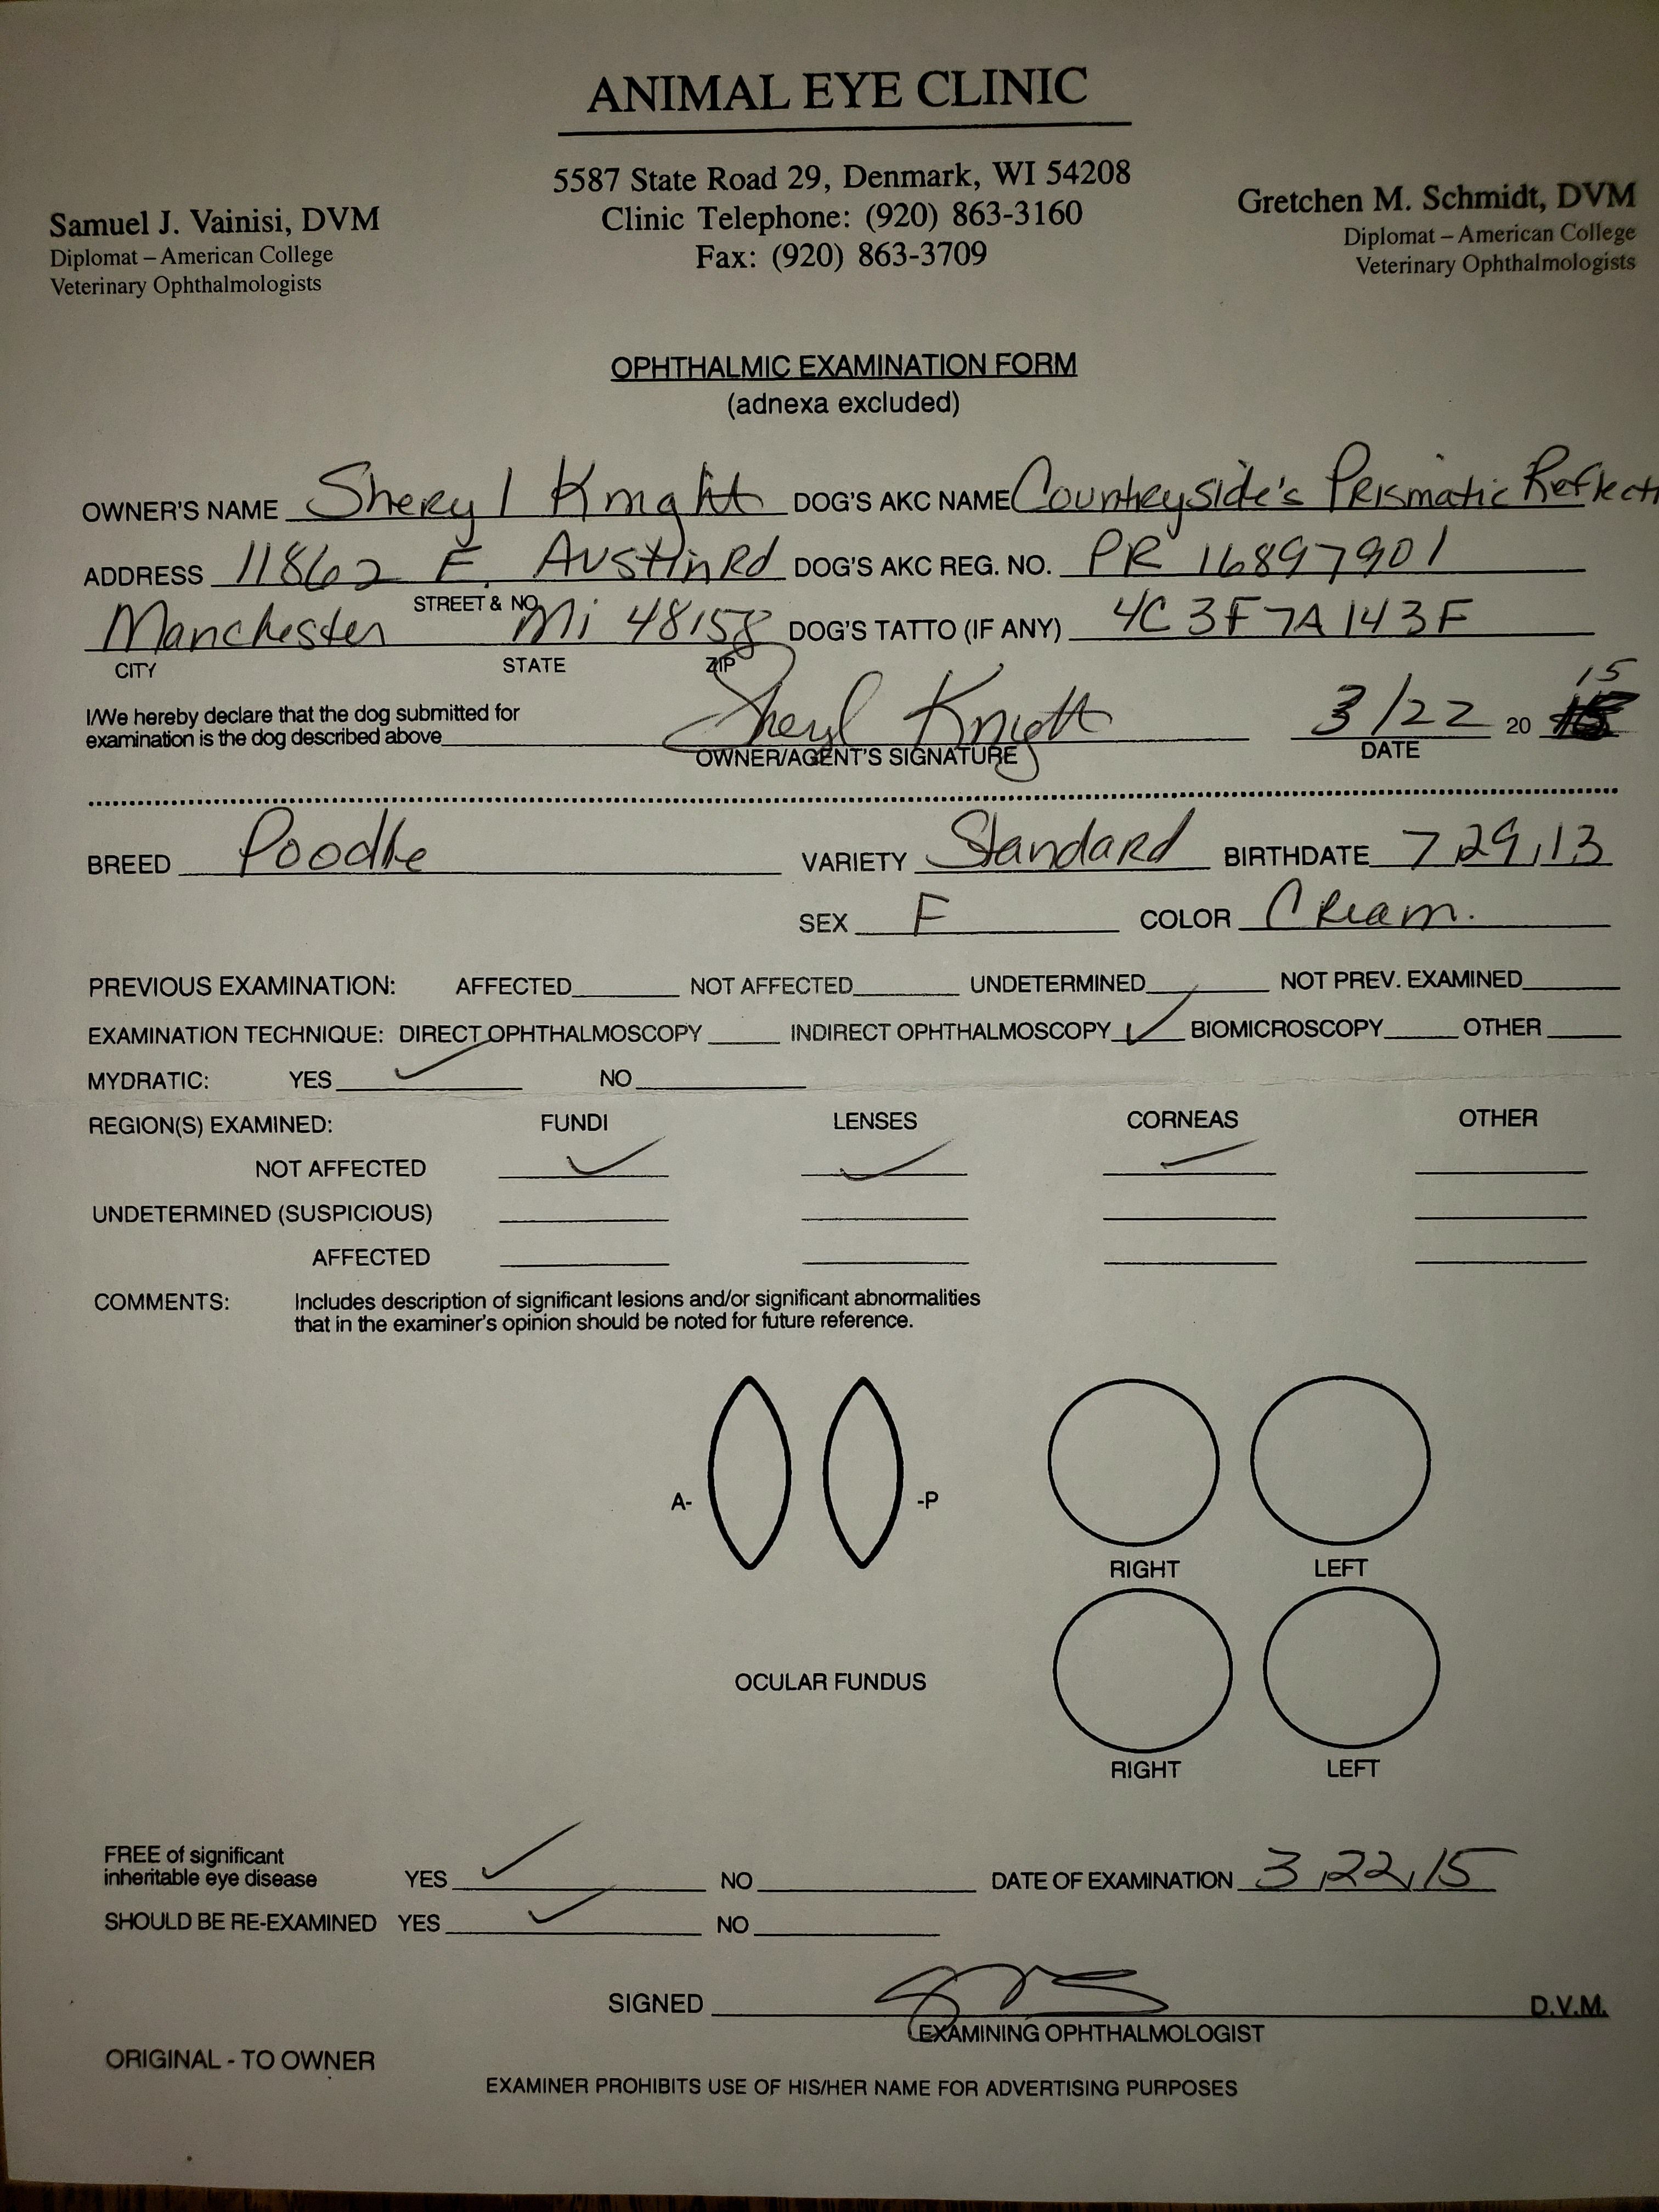 ANIMAL EYE CLINIC
5587 State Road 29, Denmark, WI 54208
Clinic Telephone: (920) 863-3160
Fax: (920) 863-3709
Samuel J. Vainisi, DVM
Diplomat – American College
Veterinary Ophthalmologists
Gretchen M. Schmidt, DVM
Diplomat – American College
Veterinary Ophthalmologists
OPHTHALMIC EXAMINATION FORM
(adnexa excluded)
OWNER'S NAME Sheryl Knight DOG'S AKC NAME Countryside's Prismatic Reflect
ADDRESS 11862 E. Austin Rd DOG'S AKC REG. NO. PR 16897901
STREET & NO.
Manchester Mi 48158 DOG'S TATTO (IF ANY) 4C3F7A143F
CITY STATE ZIP
I/We hereby declare that the dog submitted for
examination is the dog described above Sheryl Knight 3/22 20 15
OWNER/AGENT'S SIGNATURE DATE
BREED Poodle VARIETY Standard BIRTHDATE 7,29,13
SEX F COLOR Cream.
PREVIOUS EXAMINATION: AFFECTED NOT AFFECTED UNDETERMINED NOT PREV. EXAMINED
EXAMINATION TECHNIQUE: DIRECT OPHTHALMOSCOPY INDIRECT OPHTHALMOSCOPY ✓ BIOMICROSCOPY OTHER
MYDRATIC: YES ✓ NO
REGION(S) EXAMINED: FUNDI LENSES CORNEAS OTHER
NOT AFFECTED ✓ ✓ ✓
UNDETERMINED (SUSPICIOUS)
AFFECTED
COMMENTS: Includes description of significant lesions and/or significant abnormalities
that in the examiner's opinion should be noted for future reference.
A- -P
RIGHT LEFT
OCULAR FUNDUS
RIGHT LEFT
FREE of significant
inheritable eye disease YES ✓ NO DATE OF EXAMINATION 3,22,15
SHOULD BE RE-EXAMINED YES ✓ NO
SIGNED D.V.M.
EXAMINING OPHTHALMOLOGIST
ORIGINAL - TO OWNER
EXAMINER PROHIBITS USE OF HIS/HER NAME FOR ADVERTISING PURPOSES